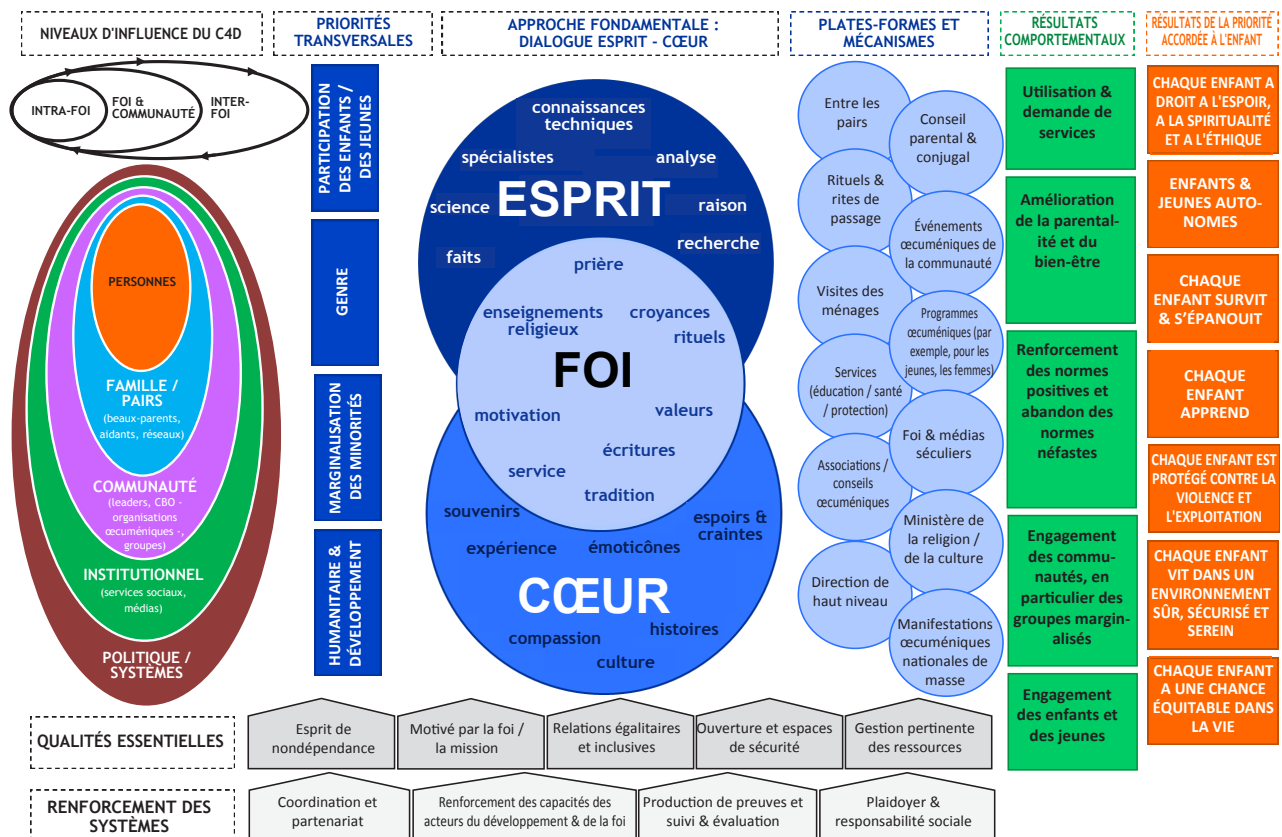 NIVEAUX D'INFLUENCE DU C4D
PRIORITÉS
TRANSVERSALES
APPROCHE FONDAMENTALE :
DIALOGUE ESPRIT - CŒUR
PLATES-FORMES ET
MÉCANISMES
RÉSULTATS
COMPORTEMENTAUX
RÉSULTATS DE LA PRIORITÉ
ACCORDÉE À L'ENFANT
INTRA-FOI
FOI &
COMMUNAUTÉ
INTER-
FOI
PERSONNES
FAMILLE /
PAIRS
(beaux-parents,
aidants, réseaux)
COMMUNAUTÉ
(leaders, CBO -
organisations
œcuméniques -,
groupes)
INSTITUTIONNEL
(services sociaux,
médias)
POLITIQUE /
SYSTÈMES
PARTICIPATION
DES ENFANTS /
DES JEUNES
GENRE
MARGINALISATION
DES MINORITÉS
HUMANITAIRE &
DÉVELOPPEMENT
connaissances
techniques
spécialistes
analyse
ESPRIT
science
raison
recherche
faits
prière
enseignements
religieux
croyances
rituels
FOI
motivation
valeurs
écritures
service
tradition
souvenirs
espoirs &
craintes
expérience
émoticônes
CŒUR
compassion
histoires
culture
Entre les
pairs
Conseil
parental &
conjugal
Rituels &
rites de
passage
Événements
œcuméniques de
la communauté
Visites des
ménages
Programmes
œcuméniques (par
exemple, pour les
jeunes, les femmes)
Services
(éducation / santé
/ protection)
Foi & médias
séculiers
Associations /
conseils
œcuméniques
Ministère de
la religion /
de la culture
Direction de
haut niveau
Manifestations
œcuméniques
nationales de
masse
Utilisation &
demande de
services
Amélioration
de la parental-
ité et du
bien-être
Renforcement
des normes
positives et
abandon des
normes
néfastes
Engagement
des commu-
nautés, en
particulier des
groupes margin-
alisés
Engagement
des enfants et
des jeunes
CHAQUE ENFANT A
DROIT A L'ESPOIR,
A LA SPIRITUALITÉ
ET A L'ÉTHIQUE
ENFANTS &
JEUNES AUTO-
NOMES
CHAQUE
ENFANT SURVIT
& S’ÉPANOUIT
CHAQUE
ENFANT
APPREND
CHAQUE ENFANT EST
PROTÉGÉ CONTRE LA
VIOLENCE ET
L'EXPLOITATION
CHAQUE ENFANT
VIT DANS UN
ENVIRONNEMENT
SÛR, SÉCURISÉ ET
SEREIN
CHAQUE ENFANT
A UNE CHANCE
ÉQUITABLE DANS
LA VIE
QUALITÉS ESSENTIELLES
Esprit de
nondépendance
Motivé par la foi /
la mission
Relations égalitaires
et inclusives
Ouverture et espaces
de sécurité
Gestion pertinente
des ressources
RENFORCEMENT DES
SYSTÈMES
Coordination et
partenariat
Renforcement des capacités des
acteurs du développement & de la foi
Production de preuves et
suivi & évaluation
Plaidoyer &
responsabilité sociale